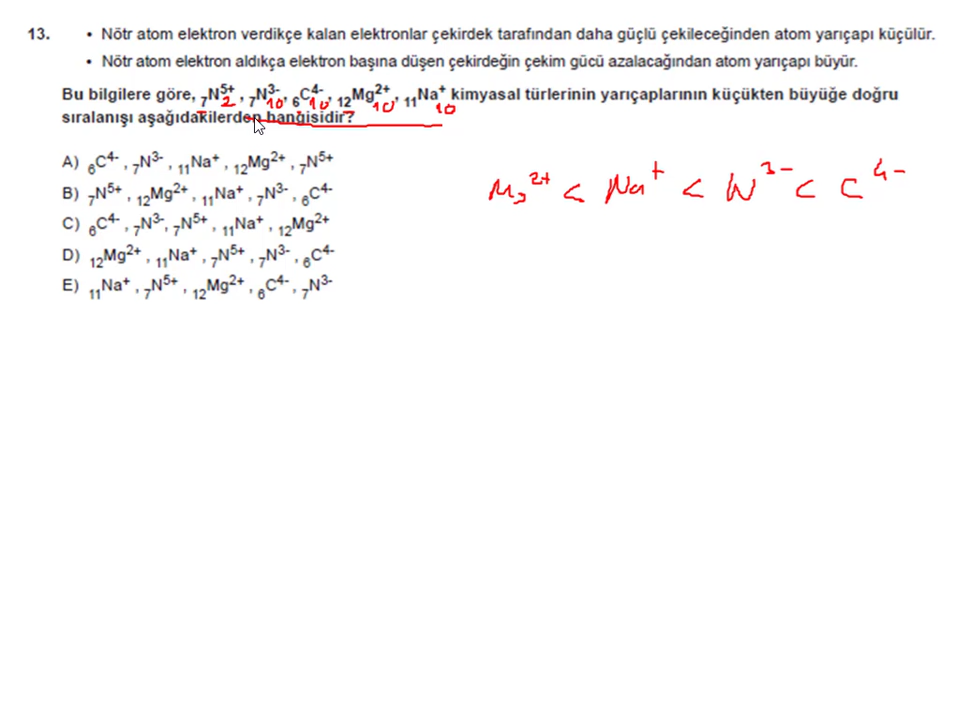 13. • Nötr atom elektron verdikçe kalan elektronlar çekirdek tarafından daha güçlü çekileceğinden atom yarıçapı küçülür.
• Nötr atom elektron aldıkça elektron başına düşen çekirdeğin çekim gücü azalacağından atom yarıçapı büyür.
Bu bilgilere göre, ₇N⁵⁺, ₇N³⁻, ₆C⁴⁻, ₁₂Mg²⁺, ₁₁Na⁺ kimyasal türlerinin yarıçaplarının küçükten büyüğe doğru
2 10 10 10 10
sıralanışı aşağıdakilerden hangisidir?
A) ₆C⁴⁻, ₇N³⁻, ₁₁Na⁺, ₁₂Mg²⁺, ₇N⁵⁺
B) ₇N⁵⁺, ₁₂Mg²⁺, ₁₁Na⁺, ₇N³⁻, ₆C⁴⁻
C) ₆C⁴⁻, ₇N³⁻, ₇N⁵⁺, ₁₁Na⁺, ₁₂Mg²⁺
D) ₁₂Mg²⁺, ₁₁Na⁺, ₇N⁵⁺, ₇N³⁻, ₆C⁴⁻
E) ₁₁Na⁺, ₇N⁵⁺, ₁₂Mg²⁺, ₆C⁴⁻, ₇N³⁻
Mg²⁺ < Na⁺ < N³⁻ < C⁴⁻